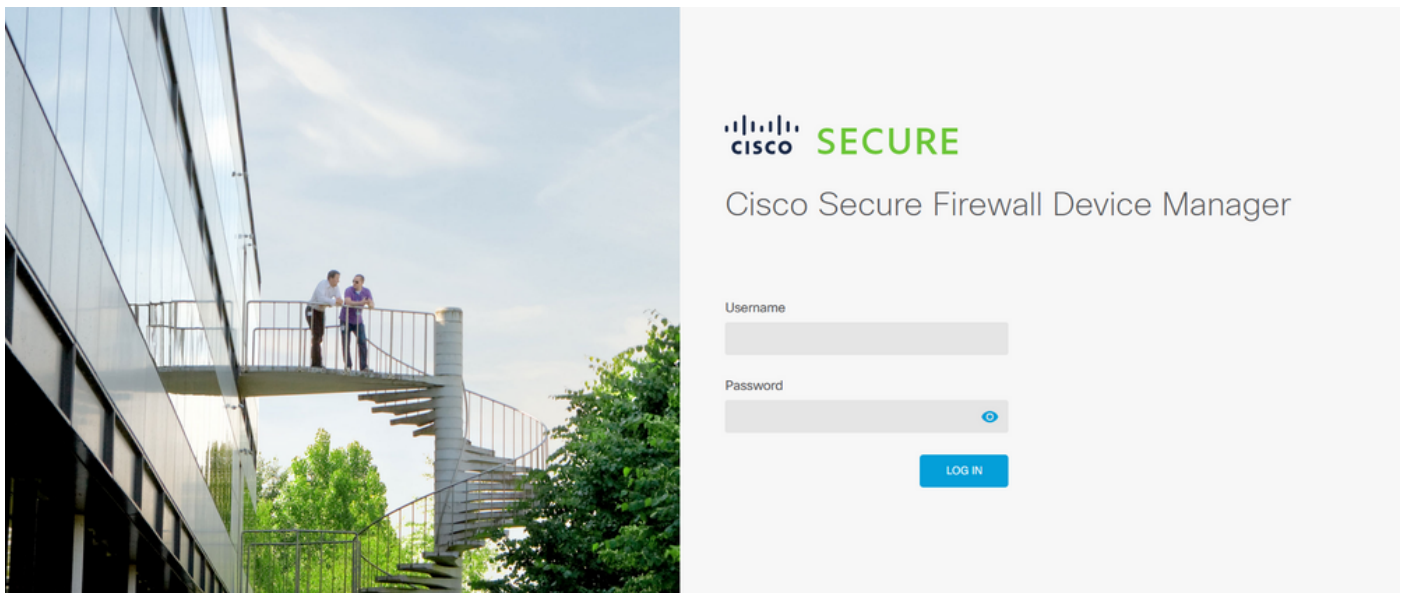 CISCO SECURE
Cisco Secure Firewall Device Manager
Username
Password
LOG IN